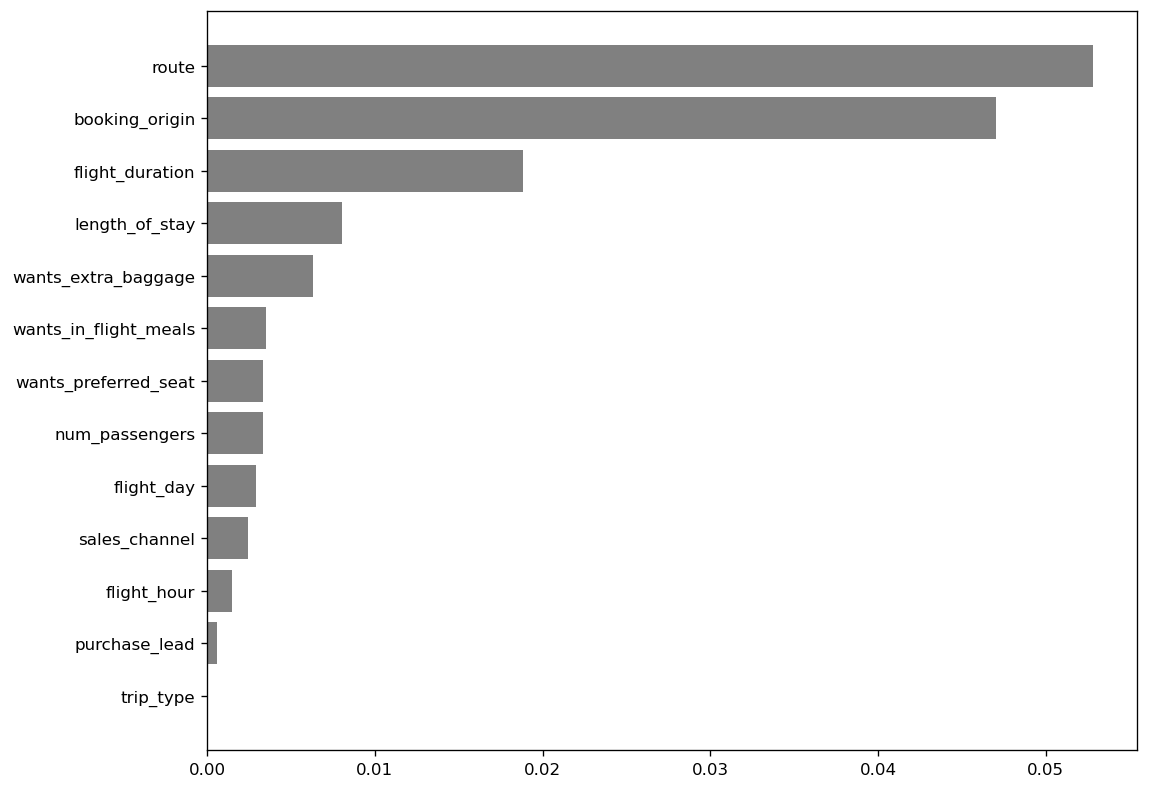 route
booking_origin
flight_duration
length_of_stay
wants_extra_baggage
wants_in_flight_meals
wants_preferred_seat
num_passengers
flight_day
sales_channel
flight_hour
purchase_lead
trip_type
0.00 0.01 0.02 0.03 0.04 0.05